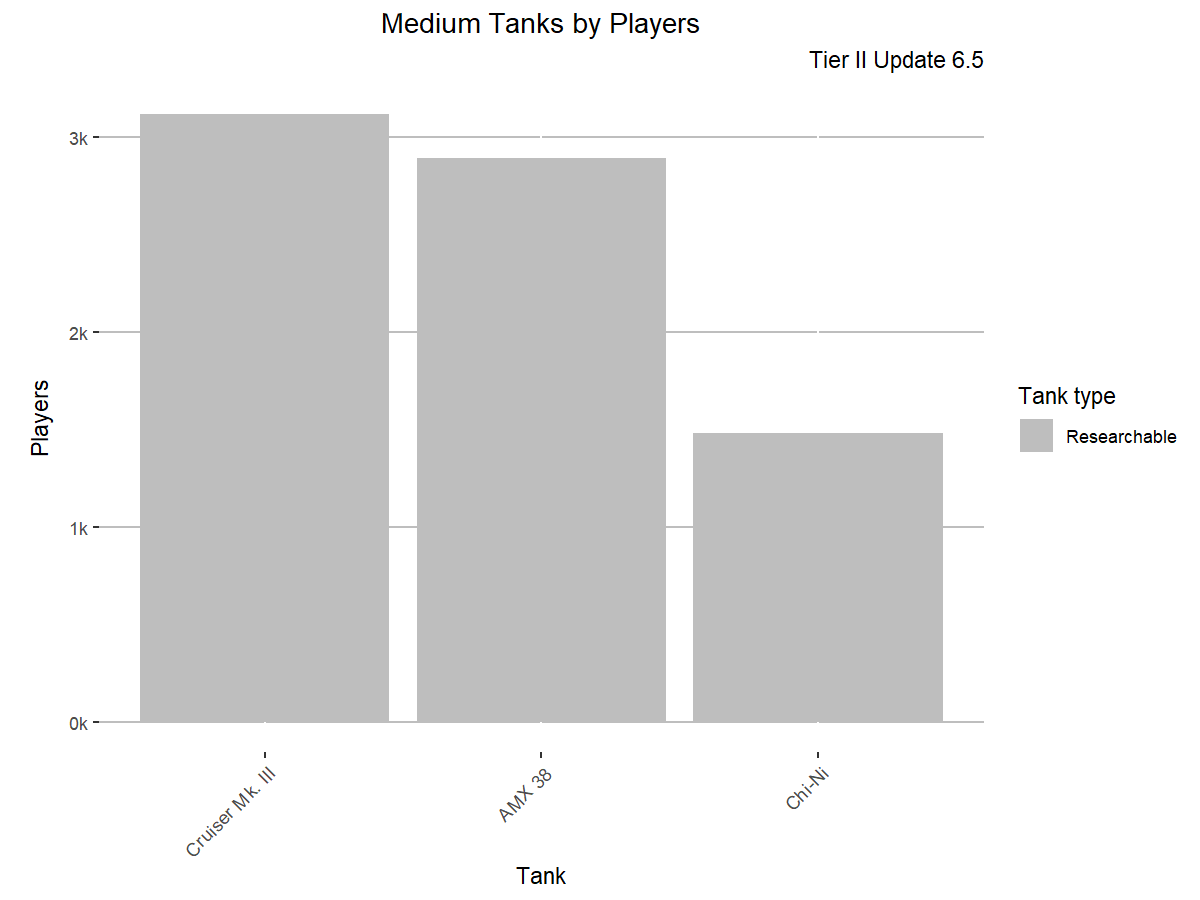 Medium Tanks by Players
Tier II Update 6.5
3k
2k
1k
0k
Players
Cruiser Mk. III
AMX 38
Chi-Ni
Tank
Tank type
Researchable